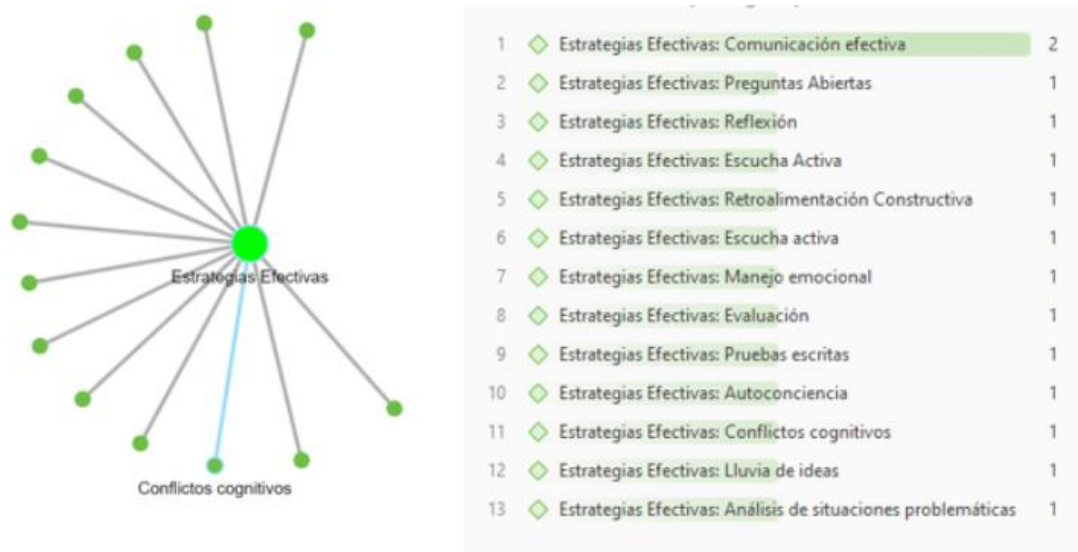 Estrategias Efectivas
Conflictos cognitivos
1 Estrategias Efectivas: Comunicación efectiva 2
2 Estrategias Efectivas: Preguntas Abiertas 1
3 Estrategias Efectivas: Reflexión 1
4 Estrategias Efectivas: Escucha Activa 1
5 Estrategias Efectivas: Retroalimentación Constructiva 1
6 Estrategias Efectivas: Escucha activa 1
7 Estrategias Efectivas: Manejo emocional 1
8 Estrategias Efectivas: Evaluación 1
9 Estrategias Efectivas: Pruebas escritas 1
10 Estrategias Efectivas: Autoconciencia 1
11 Estrategias Efectivas: Conflictos cognitivos 1
12 Estrategias Efectivas: Lluvia de ideas 1
13 Estrategias Efectivas: Análisis de situaciones problemáticas 1